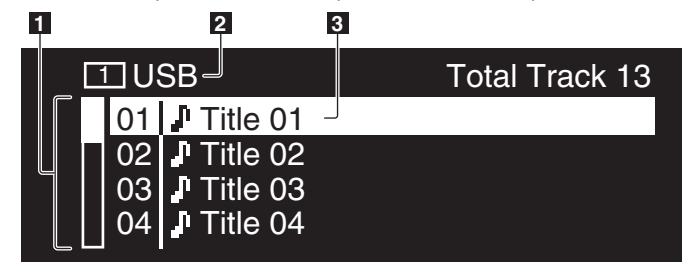 1 2 3
1 USB Total Track 13
01 ♪ Title 01
02 ♪ Title 02
03 ♪ Title 03
04 ♪ Title 04